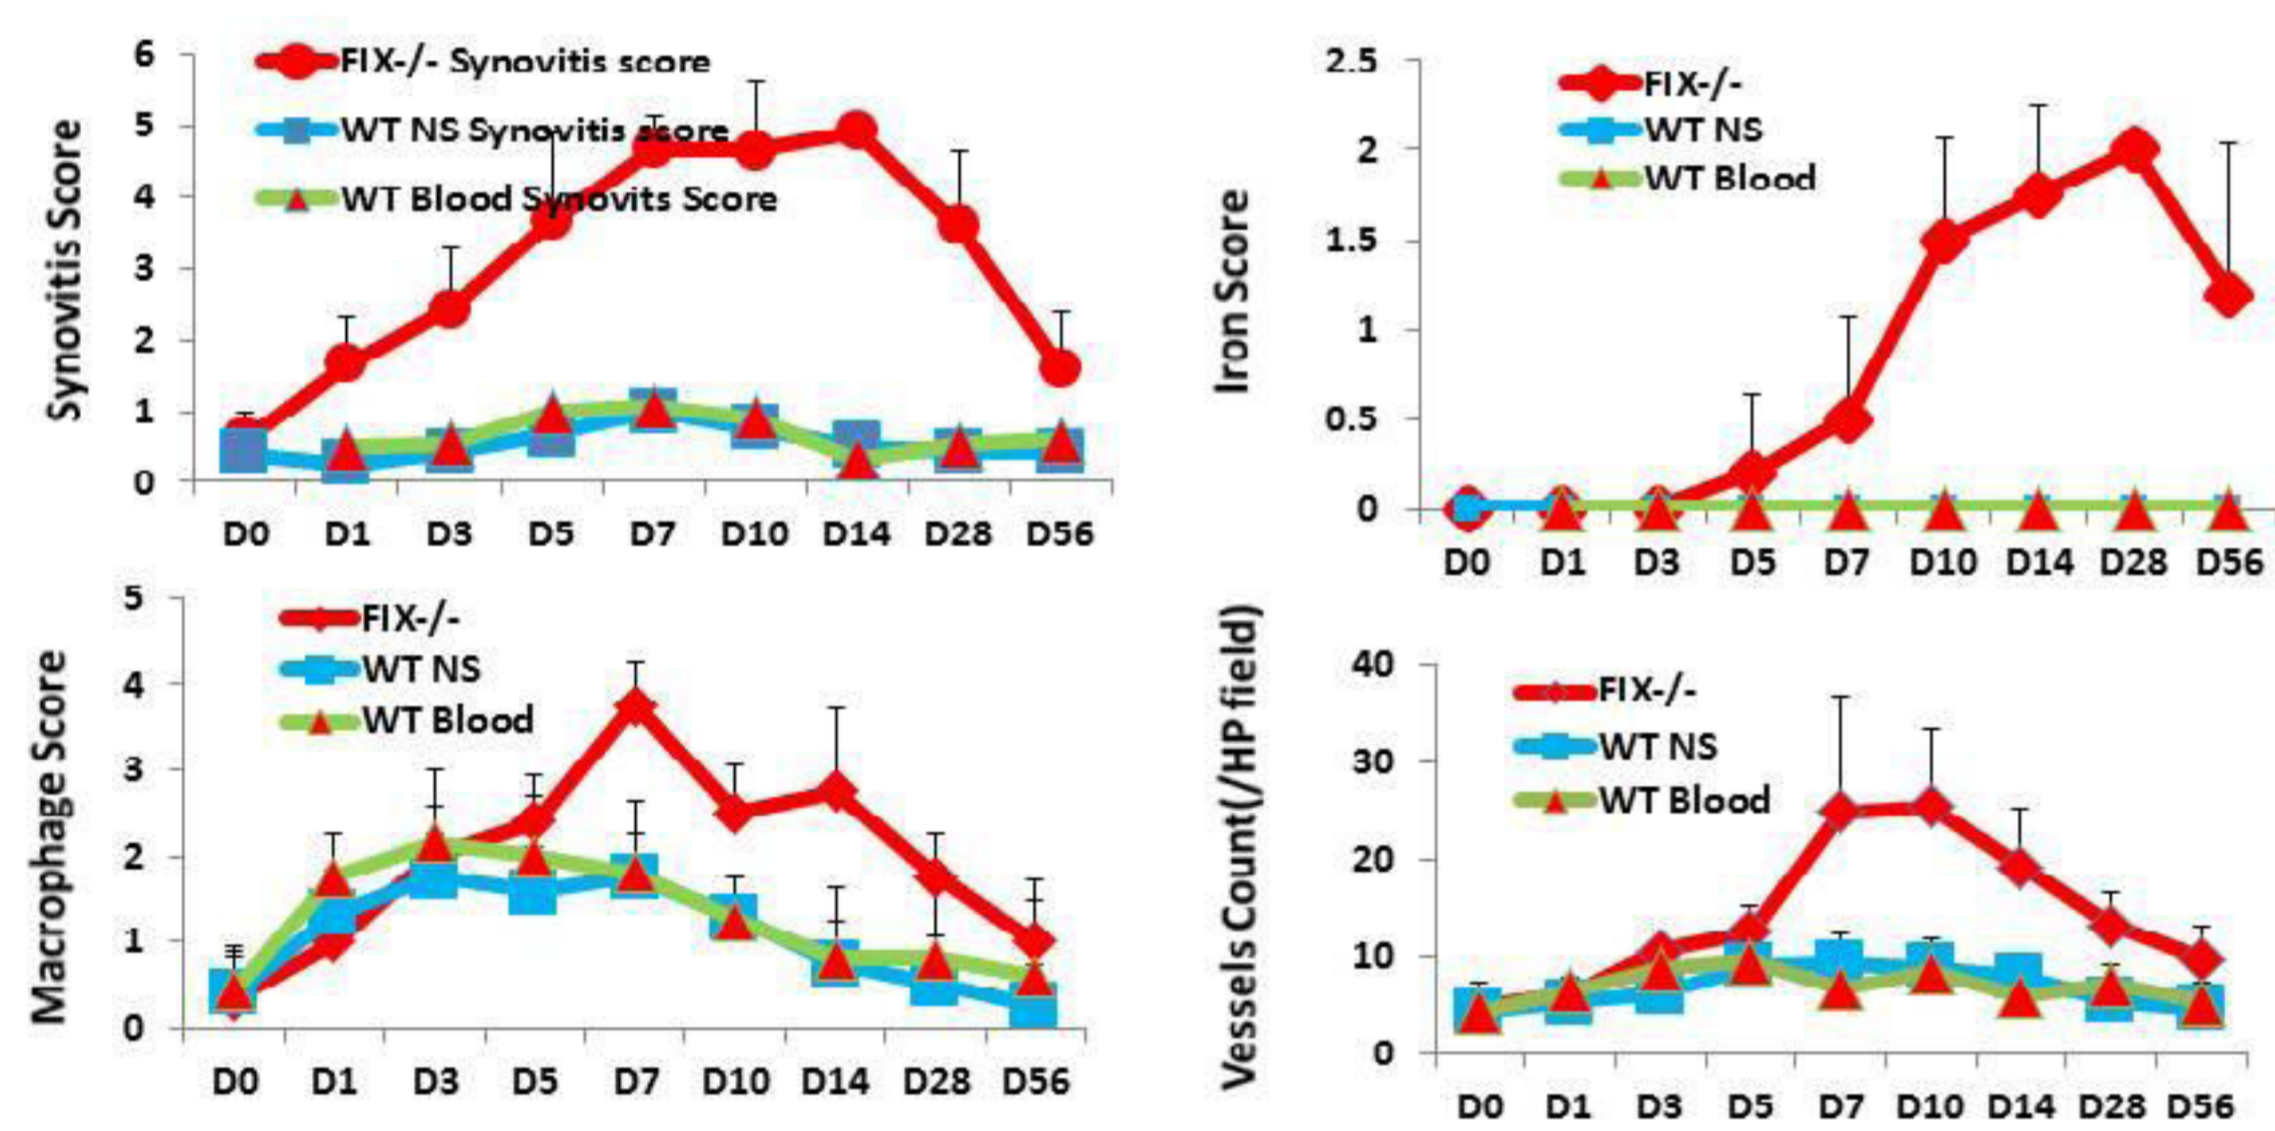 Synovitis Score
6
5
4
3
2
1
0
FIX-/- Synovitis score
WT NS Synovitis score
WT Blood Synovits Score
D0 D1 D3 D5 D7 D10 D14 D28 D56
Iron Score
2.5
2
1.5
1
0.5
0
FIX-/-
WT NS
WT Blood
D0 D1 D3 D5 D7 D10 D14 D28 D56
Macrophage Score
5
4
3
2
1
0
FIX-/-
WT NS
WT Blood
D0 D1 D3 D5 D7 D10 D14 D28 D56
Vessels Count(/HP field)
40
30
20
10
0
FIX-/-
WT NS
WT Blood
D0 D1 D3 D5 D7 D10 D14 D28 D56